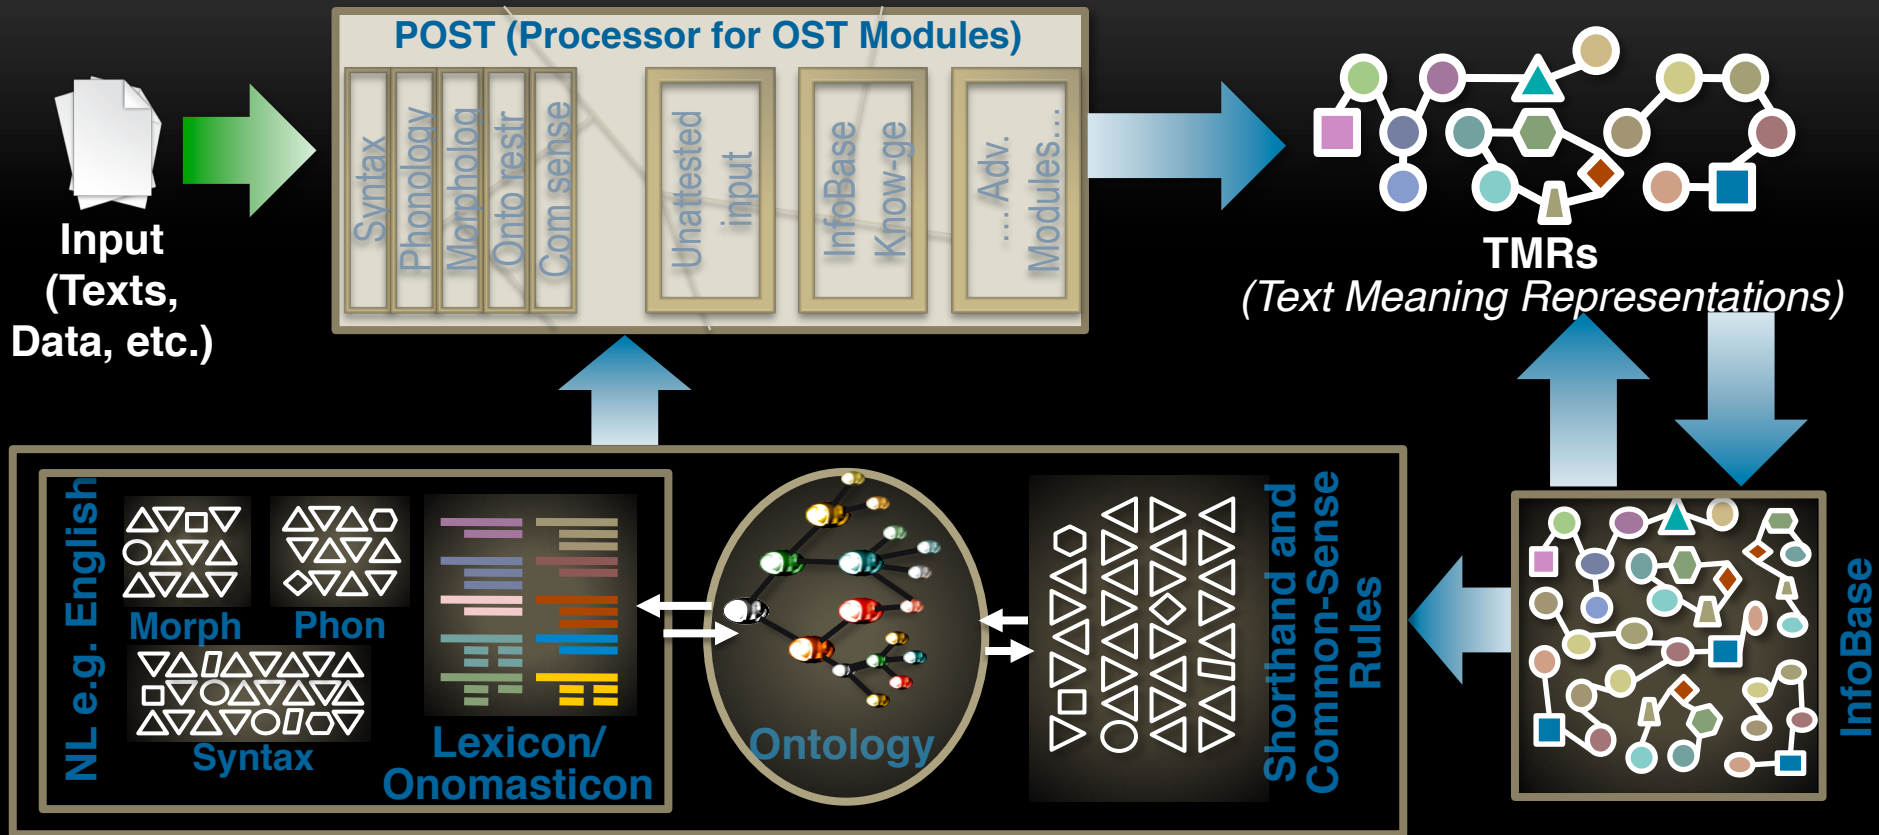 POST (Processor for OST Modules)
Syntax
Phonology
Morpholog
Onto restr
Com sense
Unattested
input
InfoBase
Know-ge
.... Adv.
Modules...
Input
(Texts,
Data, etc.)
TMRs
(Text Meaning Representations)
NL e.g. English
Morph
Phon
Syntax
Lexicon/
Onomasticon
Ontology
Shorthand and
Common-Sense
Rules
InfoBase